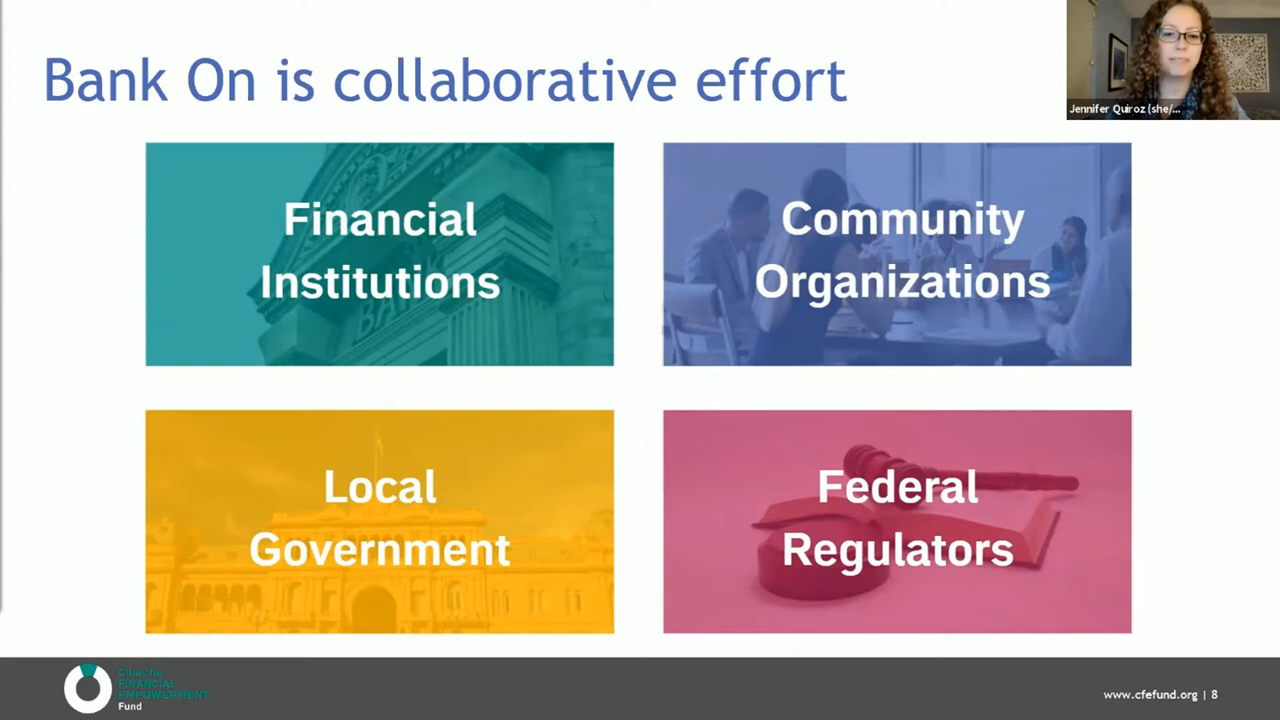 Bank On is collaborative effort
Jennifer Quiroz (she/...
Financial
Institutions
BANK
Community
Organizations
Local
Government
Federal
Regulators
Cities for
FINANCIAL
EMPOWERMENT
Fund
www.cfefund.org | 8